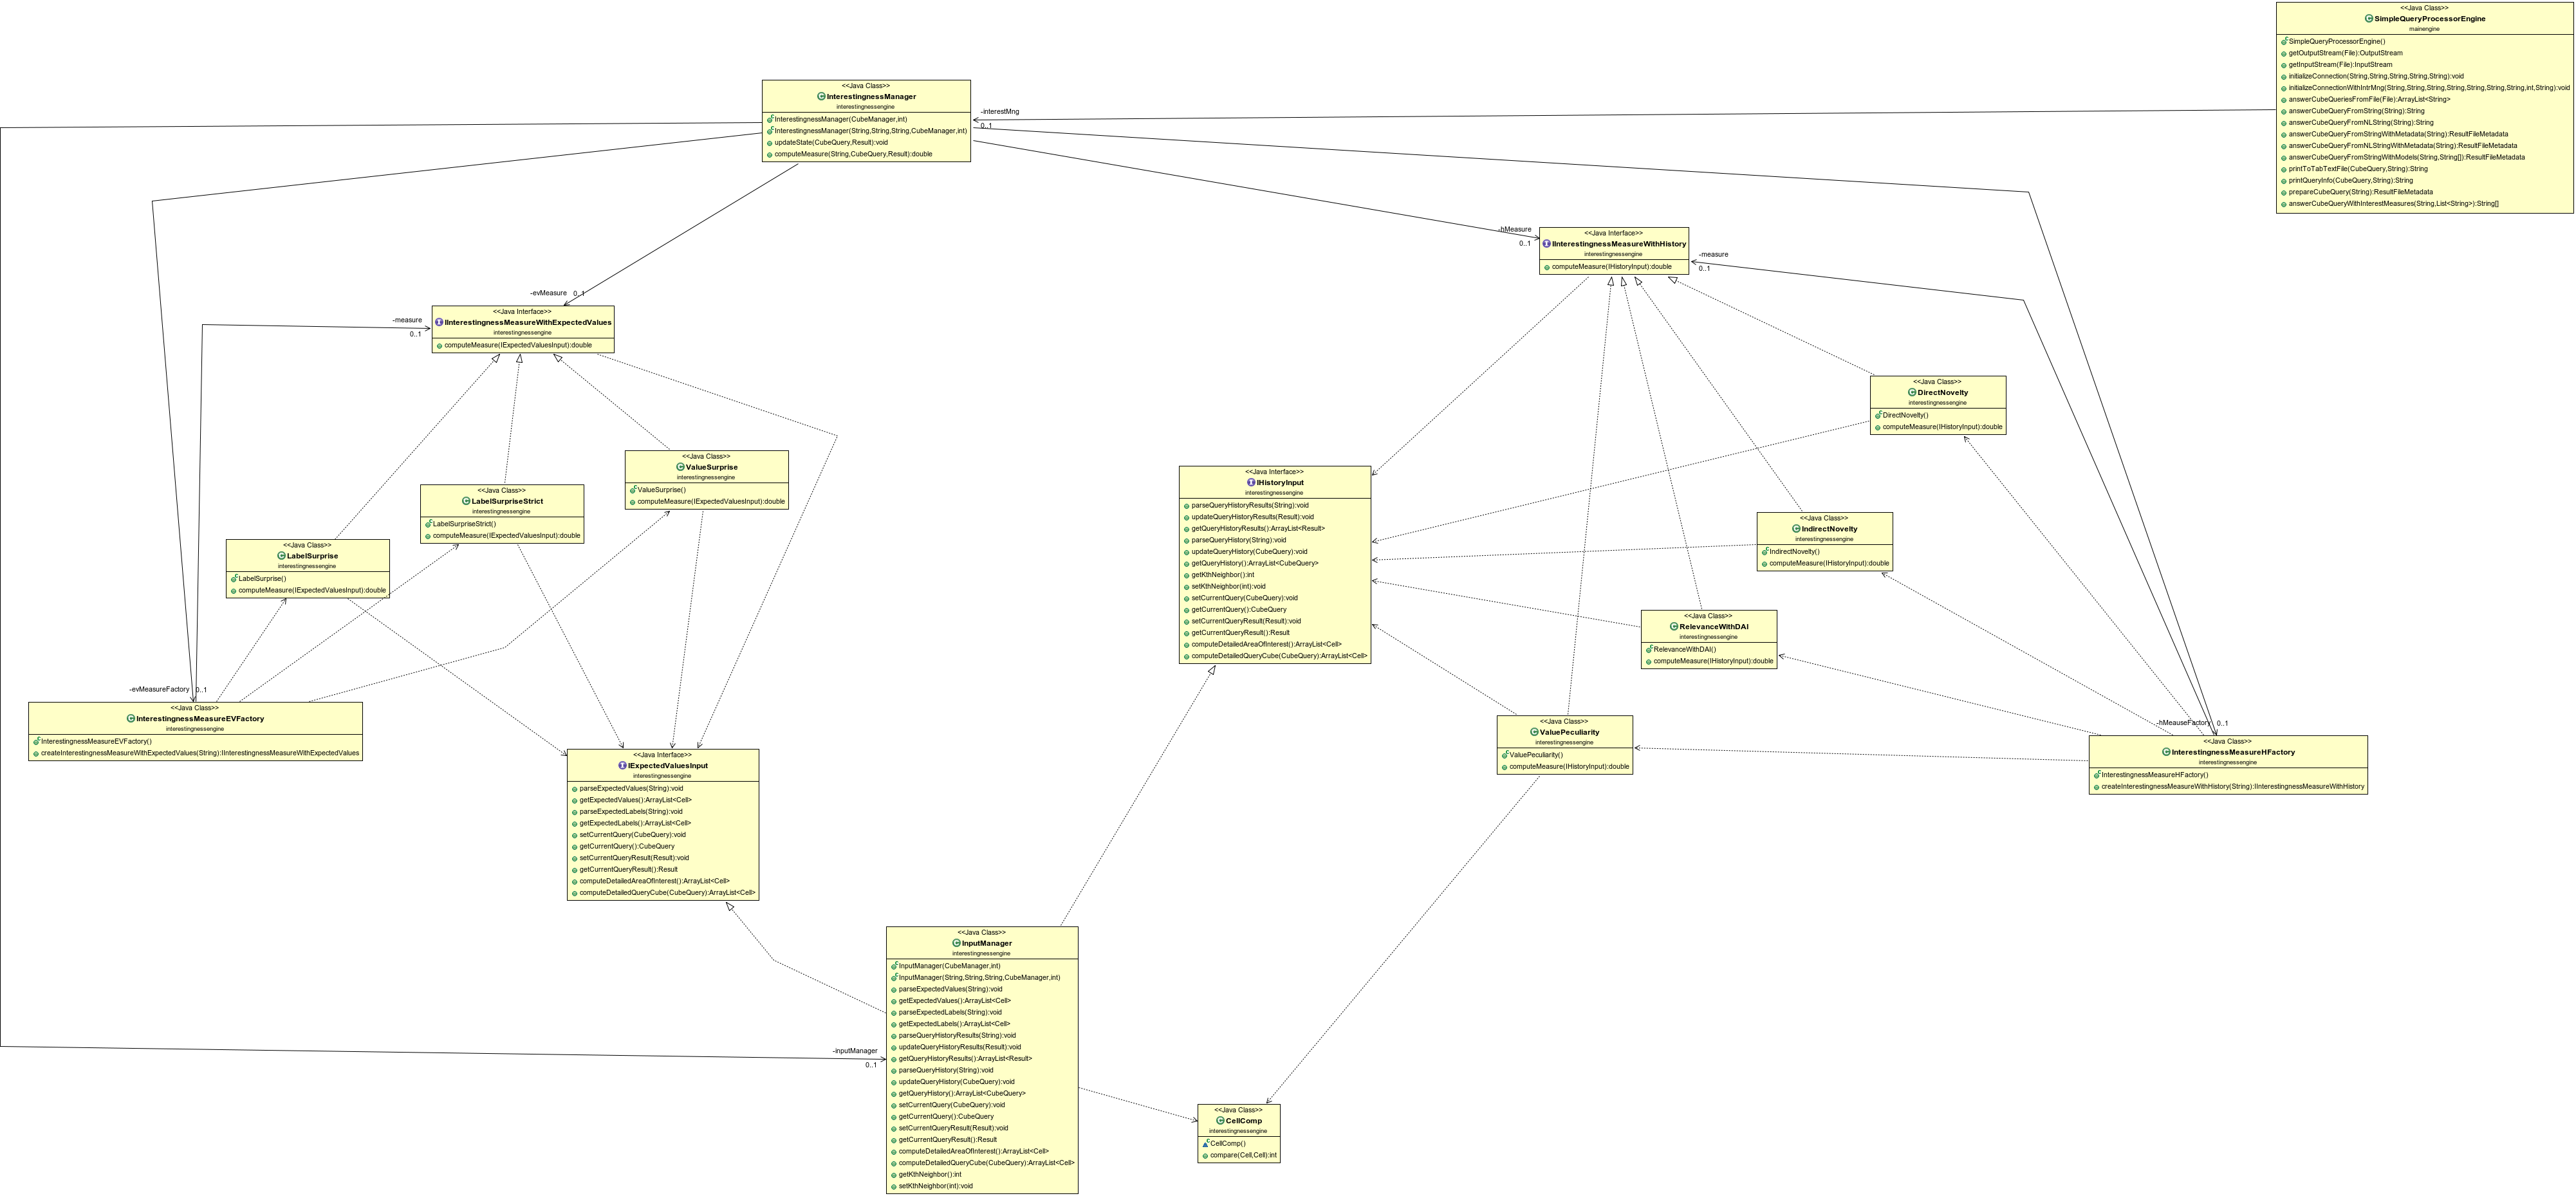 <<Java Class>>
SimpleQueryProcessorEngine
mainengine
SimpleQueryProcessorEngine()
getOutputStream(File):OutputStream
getInputStream(File):InputStream
initializeConnection(String,String,String,String,String):void
initializeConnectionWithIntrMng(String,String,String,String,String,String,String,int,String):void
answerCubeQueriesFromFile(File):ArrayList<String>
answerCubeQueryFromString(String):String
answerCubeQueryFromNLString(String):String
answerCubeQueryFromStringWithMetadata(String):ResultFileMetadata
answerCubeQueryFromNLStringWithMetadata(String):ResultFileMetadata
answerCubeQueryFromStringWithModels(String,String[]):ResultFileMetadata
printToTabTextFile(CubeQuery,String):String
printQueryInfo(CubeQuery,String):String
prepareCubeQuery(String):ResultFileMetadata
answerCubeQueryWithInterestMeasures(String,List<String>):String[]
<<Java Class>>
InterestingnessManager
interestingnessengine
InterestingnessManager(CubeManager,int)
InterestingnessManager(String,String,String,CubeManager,int)
updateState(CubeQuery,Result):void
computeMeasure(String,CubeQuery,Result):double
-interestMng
0..1
-hMeasure
0..1
<<Java Interface>>
IInterestingnessMeasureWithHistory
interestingnessengine
computeMeasure(IHistoryInput):double
-measure
0..1
-evMeasure 0..1
<<Java Interface>>
IInterestingnessMeasureWithExpectedValues
interestingnessengine
computeMeasure(IExpectedValuesInput):double
-measure
0..1
<<Java Class>>
DirectNovelty
interestingnessengine
DirectNovelty()
computeMeasure(IHistoryInput):double
<<Java Class>>
ValueSurprise
interestingnessengine
ValueSurprise()
computeMeasure(IExpectedValuesInput):double
<<Java Class>>
LabelSurpriseStrict
interestingnessengine
LabelSurpriseStrict()
computeMeasure(IExpectedValuesInput):double
<<Java Class>>
LabelSurprise
interestingnessengine
LabelSurprise()
computeMeasure(IExpectedValuesInput):double
<<Java Interface>>
IHistoryInput
interestingnessengine
parseQueryHistoryResults(String):void
updateQueryHistoryResults(Result):void
getQueryHistoryResults():ArrayList<Result>
parseQueryHistory(String):void
updateQueryHistory(CubeQuery):void
getQueryHistory():ArrayList<CubeQuery>
getKthNeighbor():int
setKthNeighbor(int):void
setCurrentQuery(CubeQuery):void
getCurrentQuery():CubeQuery
setCurrentQueryResult(Result):void
getCurrentQueryResult():Result
computeDetailedAreaOfInterest():ArrayList<Cell>
computeDetailedQueryCube(CubeQuery):ArrayList<Cell>
<<Java Class>>
IndirectNovelty
interestingnessengine
IndirectNovelty()
computeMeasure(IHistoryInput):double
<<Java Class>>
RelevanceWithDAI
interestingnessengine
RelevanceWithDAI()
computeMeasure(IHistoryInput):double
-evMeasureFactory 0..1
<<Java Class>>
InterestingnessMeasureEVFactory
interestingnessengine
InterestingnessMeasureEVFactory()
createInterestingnessMeasureWithExpectedValues(String):IInterestingnessMeasureWithExpectedValues
<<Java Class>>
ValuePeculiarity
interestingnessengine
ValuePeculiarity()
computeMeasure(IHistoryInput):double
-hMeauseFactory 0..1
<<Java Class>>
InterestingnessMeasureHFactory
interestingnessengine
InterestingnessMeasureHFactory()
createInterestingnessMeasureWithHistory(String):IInterestingnessMeasureWithHistory
<<Java Interface>>
IExpectedValuesInput
interestingnessengine
parseExpectedValues(String):void
getExpectedValues():ArrayList<Cell>
parseExpectedLabels(String):void
getExpectedLabels():ArrayList<Cell>
setCurrentQuery(CubeQuery):void
getCurrentQuery():CubeQuery
setCurrentQueryResult(Result):void
getCurrentQueryResult():Result
computeDetailedAreaOfInterest():ArrayList<Cell>
computeDetailedQueryCube(CubeQuery):ArrayList<Cell>
<<Java Class>>
InputManager
interestingnessengine
InputManager(CubeManager,int)
InputManager(String,String,String,CubeManager,int)
parseExpectedValues(String):void
getExpectedValues():ArrayList<Cell>
parseExpectedLabels(String):void
getExpectedLabels():ArrayList<Cell>
parseQueryHistoryResults(String):void
updateQueryHistoryResults(Result):void
getQueryHistoryResults():ArrayList<Result>
parseQueryHistory(String):void
updateQueryHistory(CubeQuery):void
getQueryHistory():ArrayList<CubeQuery>
setCurrentQuery(CubeQuery):void
getCurrentQuery():CubeQuery
setCurrentQueryResult(Result):void
getCurrentQueryResult():Result
computeDetailedAreaOfInterest():ArrayList<Cell>
computeDetailedQueryCube(CubeQuery):ArrayList<Cell>
getKthNeighbor():int
setKthNeighbor(int):void
-inputManager
0..1
<<Java Class>>
CellComp
interestingnessengine
CellComp()
compare(Cell,Cell):int